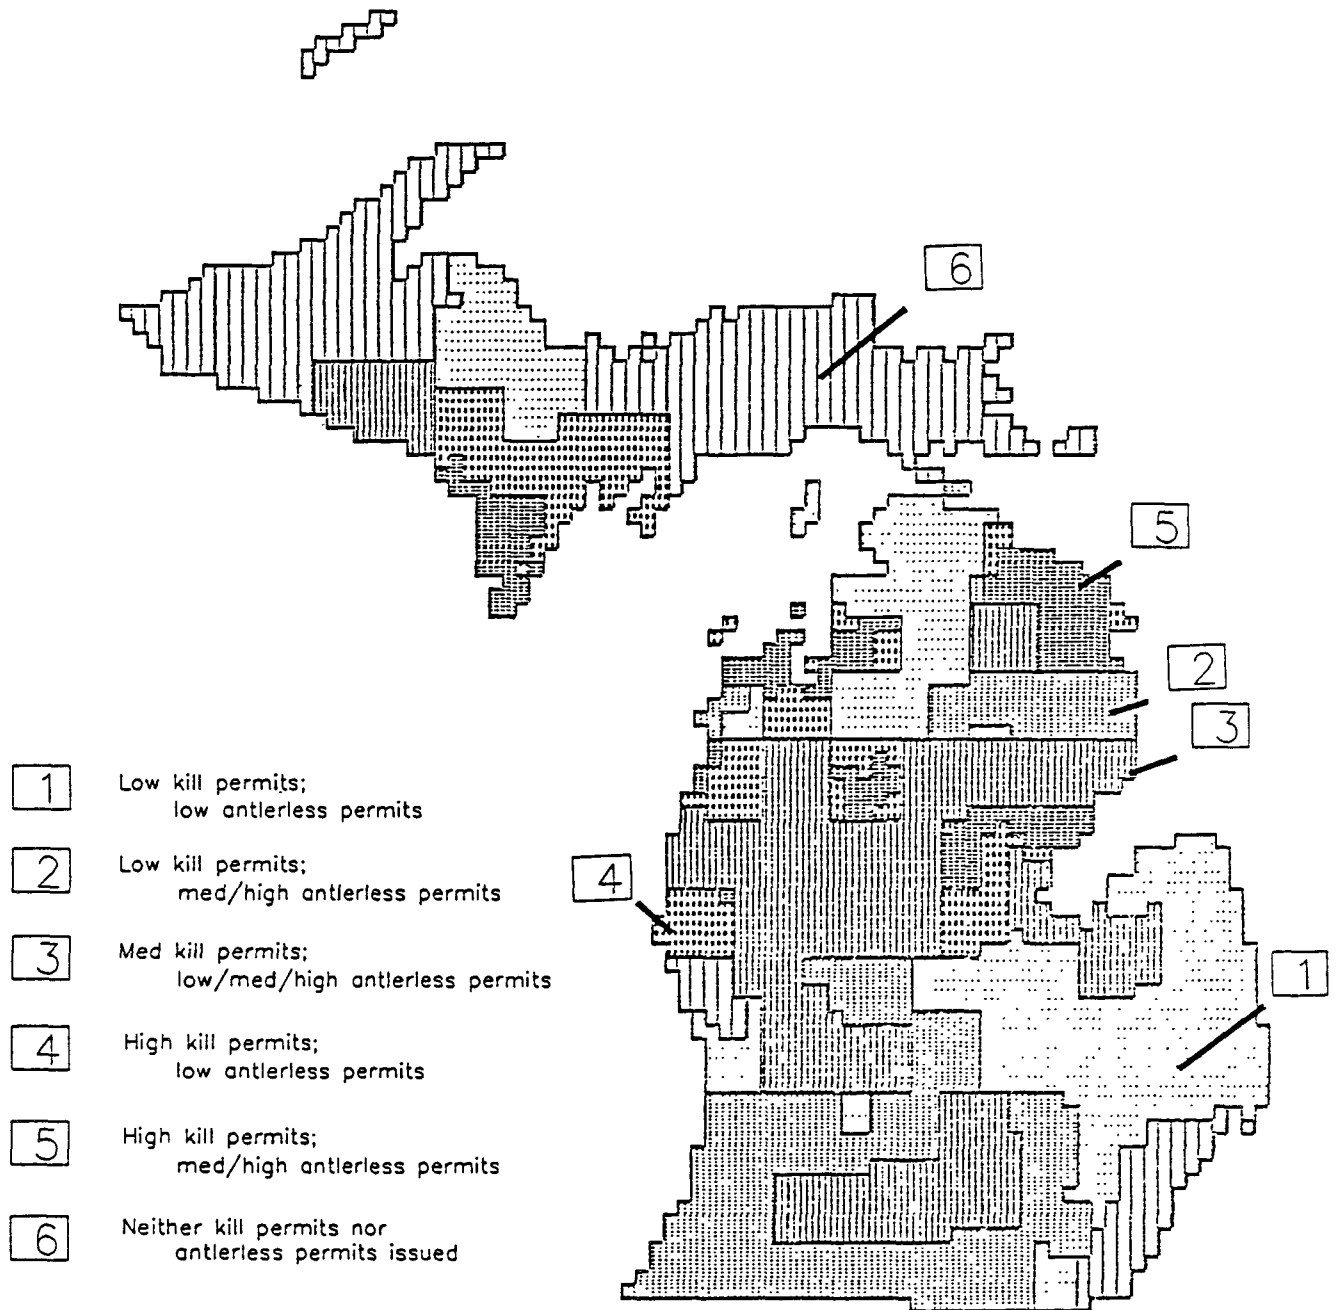 6
5
2
3
4
1
1 Low kill permits;
low antlerless permits
2 Low kill permits;
med/high antlerless permits
3 Med kill permits;
low/med/high antlerless permits
4 High kill permits;
low antlerless permits
5 High kill permits;
med/high antlerless permits
6 Neither kill permits nor
antlerless permits issued